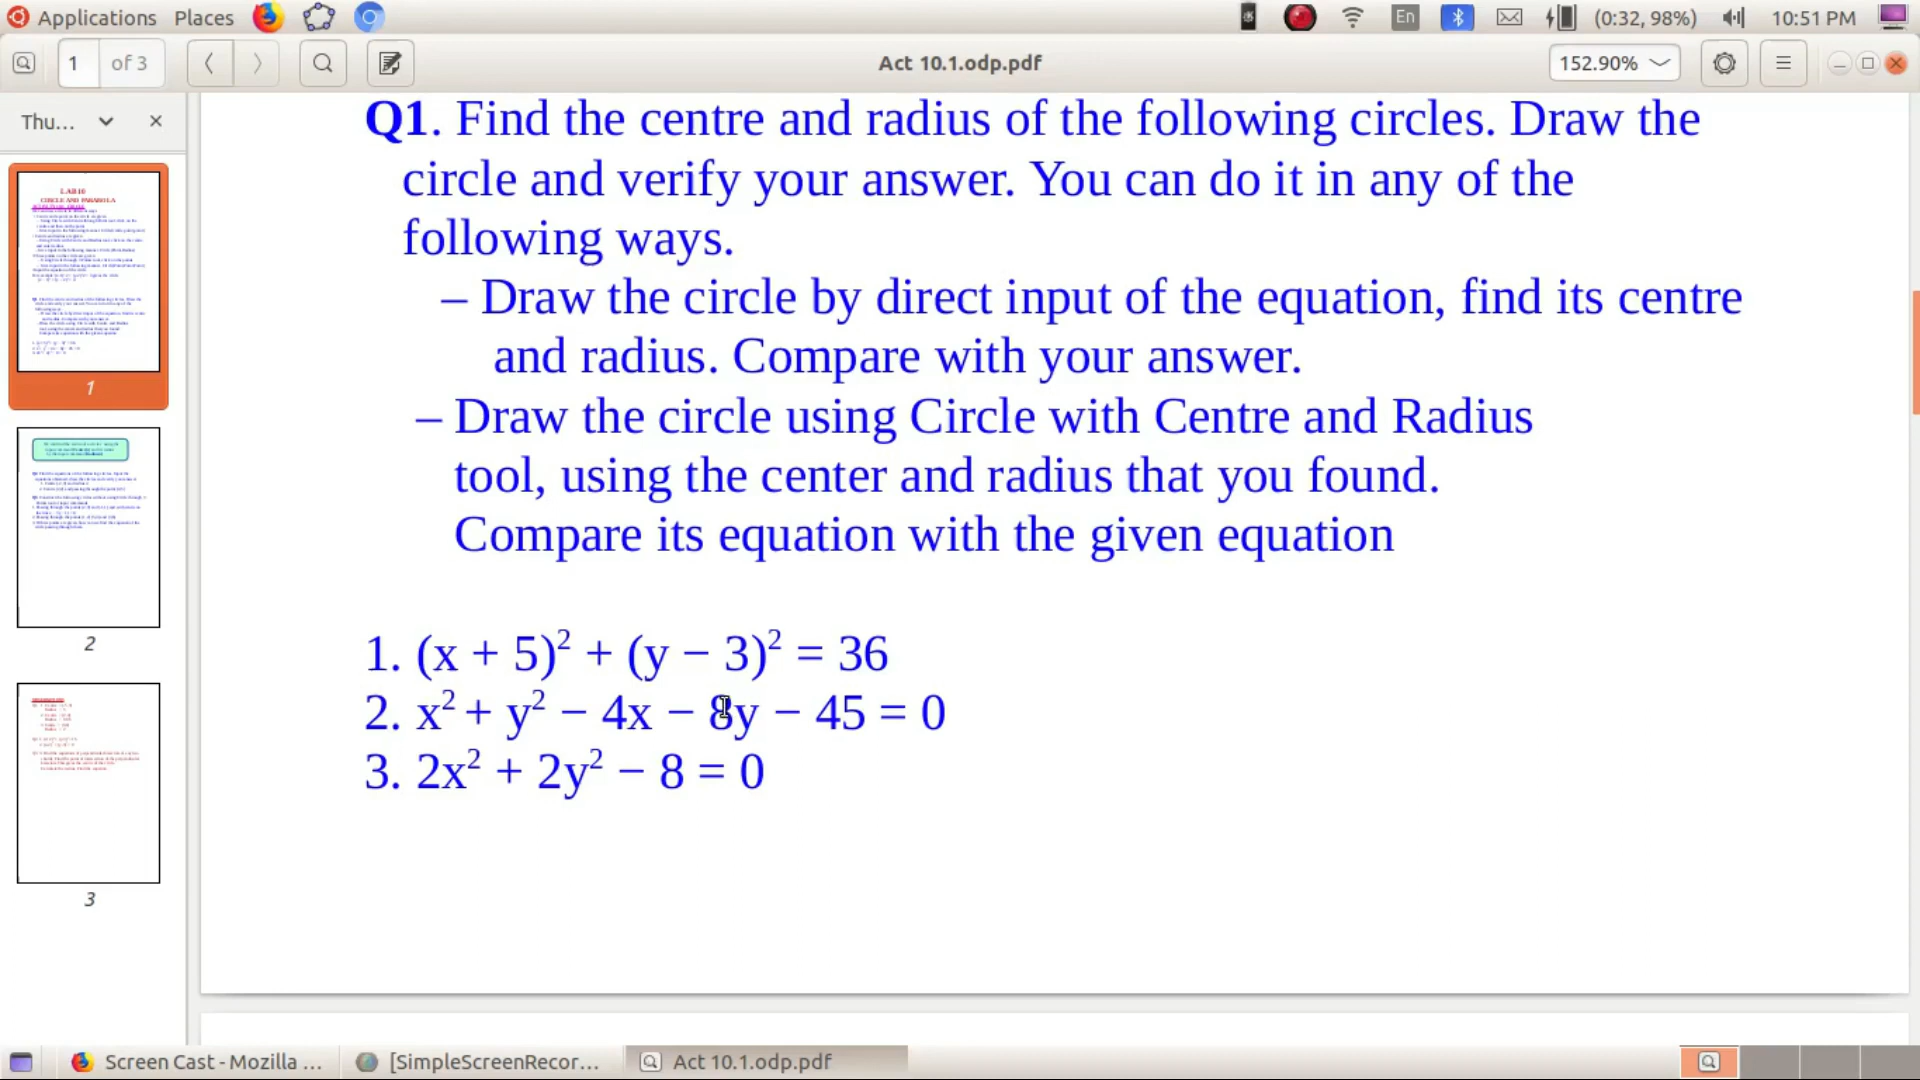 Applications Places En (0:32, 98%) 10:51 PM
1 of 3 Act 10.1.odp.pdf 152.90%
Thu...
Q1. Find the centre and radius of the following circles. Draw the
circle and verify your answer. You can do it in any of the
following ways.
– Draw the circle by direct input of the equation, find its centre
and radius. Compare with your answer.
– Draw the circle using Circle with Centre and Radius
tool, using the center and radius that you found.
Compare its equation with the given equation
1. (x + 5)² + (y − 3)² = 36
2. x² + y² − 4x − 8y − 45 = 0
3. 2x² + 2y² − 8 = 0
LAB 10
CIRCLE AND PARABOLA
1
2
3
Screen Cast - Mozilla ... [SimpleScreenRecor... Act 10.1.odp.pdf